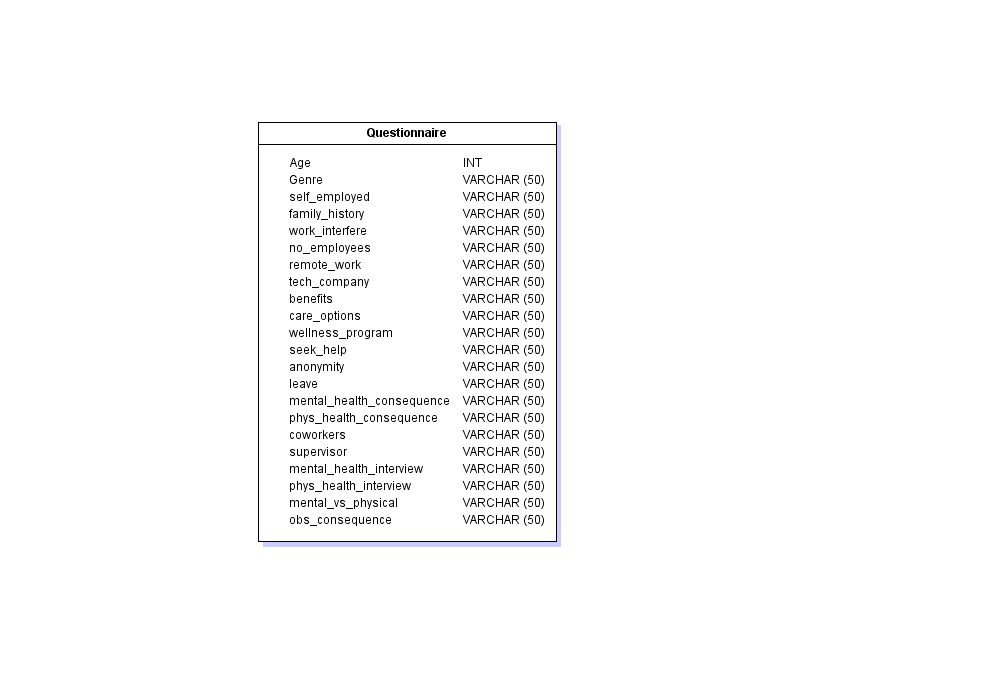 Questionnaire
Age INT
Genre VARCHAR (50)
self_employed VARCHAR (50)
family_history VARCHAR (50)
work_interfere VARCHAR (50)
no_employees VARCHAR (50)
remote_work VARCHAR (50)
tech_company VARCHAR (50)
benefits VARCHAR (50)
care_options VARCHAR (50)
wellness_program VARCHAR (50)
seek_help VARCHAR (50)
anonymity VARCHAR (50)
leave VARCHAR (50)
mental_health_consequence VARCHAR (50)
phys_health_consequence VARCHAR (50)
coworkers VARCHAR (50)
supervisor VARCHAR (50)
mental_health_interview VARCHAR (50)
phys_health_interview VARCHAR (50)
mental_vs_physical VARCHAR (50)
obs_consequence VARCHAR (50)